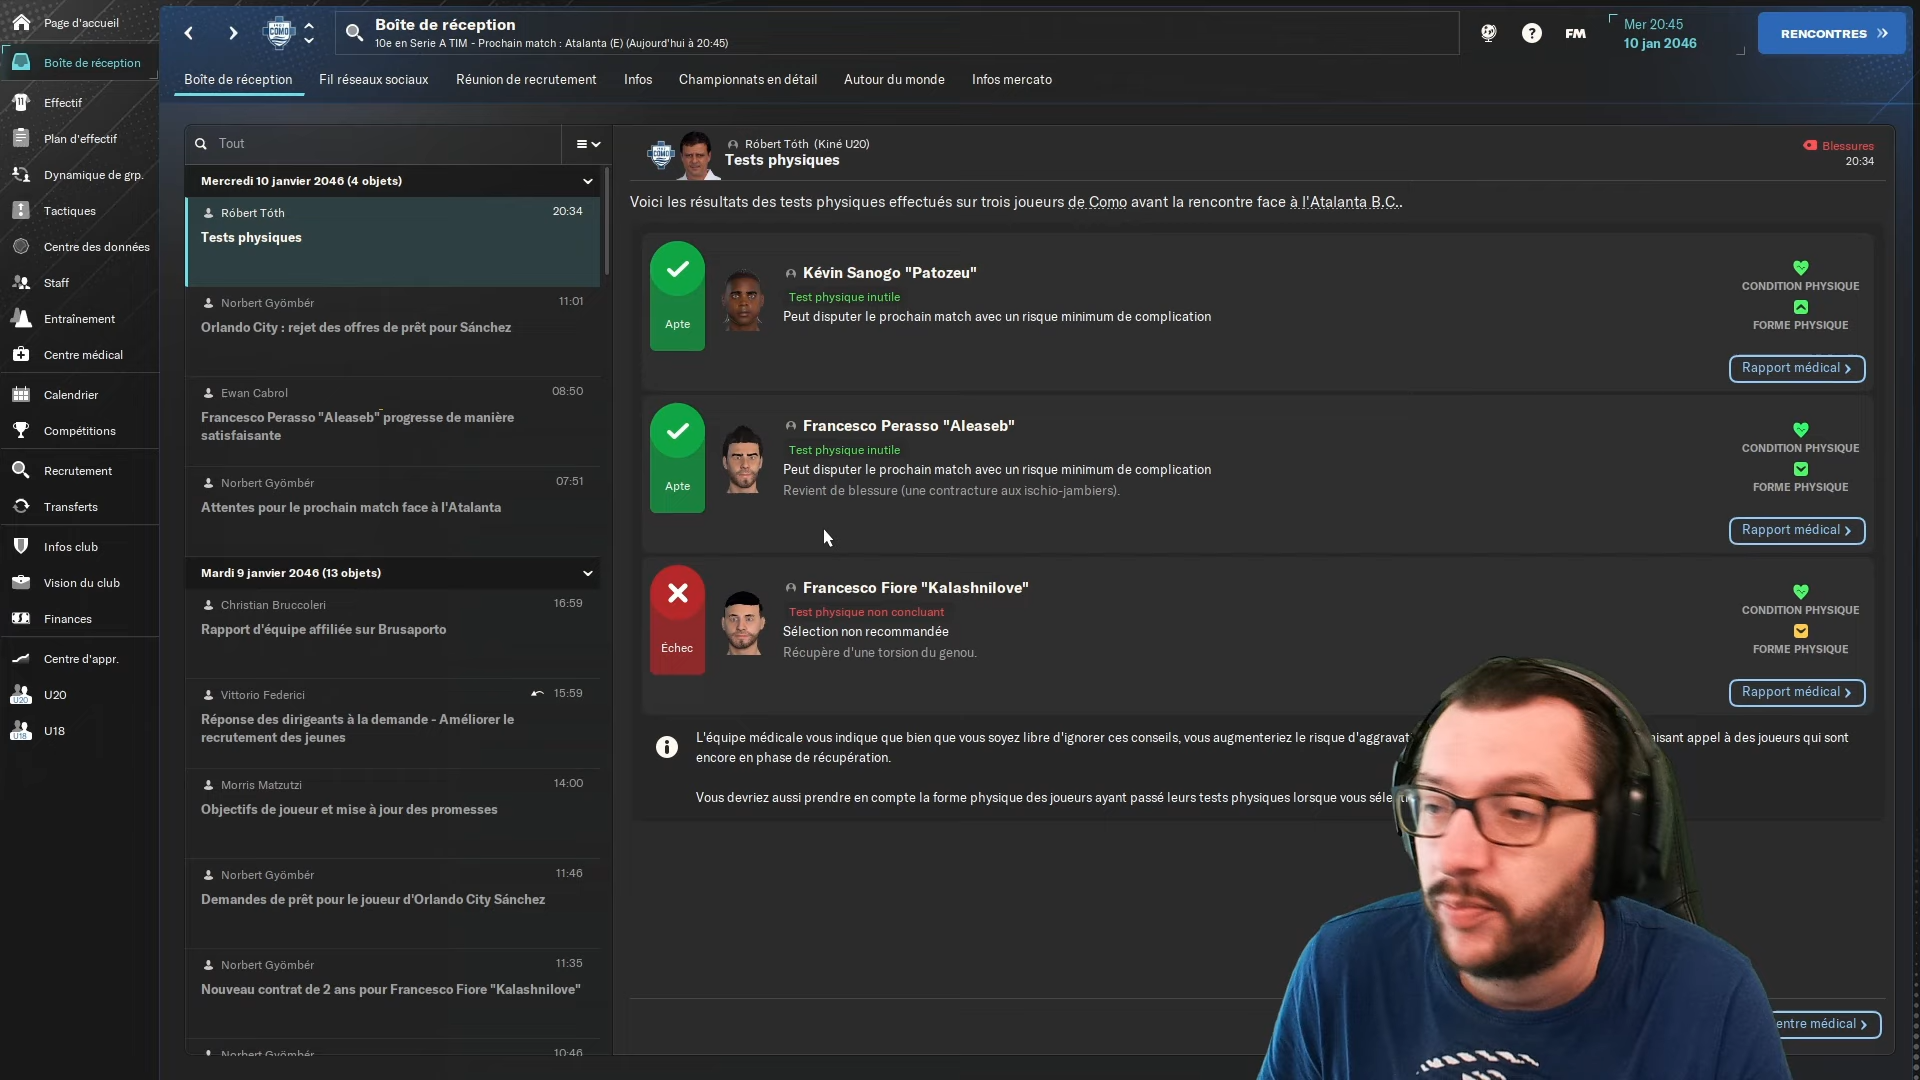 Page d'accueil
Boîte de réception
Effectif
Plan d'effectif
Dynamique de grp.
Tactiques
Centre des données
Staff
Entraînement
Centre médical
Calendrier
Compétitions
Recrutement
Transferts
Infos club
Vision du club
Finances
Centre d'appr.
U20
U20
U18
U18
Boîte de réception
10e en Serie A TIM - Prochain match : Atalanta (E) (Aujourd'hui à 20:45)
FM
Mer 20:45
10 jan 2046
RENCONTRES
Boîte de réception
Fil réseaux sociaux
Réunion de recrutement
Infos
Championnats en détail
Autour du monde
Infos mercato
Tout
Mercredi 10 janvier 2046 (4 objets)
Róbert Tóth 20:34
Tests physiques
Norbert Gyömbér 11:01
Orlando City : rejet des offres de prêt pour Sánchez
Ewan Cabrol 08:50
Francesco Perasso "Aleaseb" progresse de manière
satisfaisante
Norbert Gyömbér 07:51
Attentes pour le prochain match face à l'Atalanta
Mardi 9 janvier 2046 (13 objets)
Christian Bruccoleri 16:59
Rapport d'équipe affiliée sur Brusaporto
Vittorio Federici 15:59
Réponse des dirigeants à la demande - Améliorer le
recrutement des jeunes
Morris Matzutzi 14:00
Objectifs de joueur et mise à jour des promesses
Norbert Gyömbér 11:46
Demandes de prêt pour le joueur d'Orlando City Sánchez
Norbert Gyömbér 11:35
Nouveau contrat de 2 ans pour Francesco Fiore "Kalashnilove"
Norbert Gyömbér 10:46
Róbert Tóth (Kiné U20)
Tests physiques
Blessures
20:34
Voici les résultats des tests physiques effectués sur trois joueurs de Como avant la rencontre face à l'Atalanta B.C..
Apte
Kévin Sanogo "Patozeu"
Test physique inutile
Peut disputer le prochain match avec un risque minimum de complication
CONDITION PHYSIQUE
FORME PHYSIQUE
Rapport médical
Apte
Francesco Perasso "Aleaseb"
Test physique inutile
Peut disputer le prochain match avec un risque minimum de complication
Revient de blessure (une contracture aux ischio-jambiers).
CONDITION PHYSIQUE
FORME PHYSIQUE
Rapport médical
Échec
Francesco Fiore "Kalashnilove"
Test physique non concluant
Sélection non recommandée
Récupère d'une torsion du genou.
CONDITION PHYSIQUE
FORME PHYSIQUE
Rapport médical
L'équipe médicale vous indique que bien que vous soyez libre d'ignorer ces conseils, vous augmenteriez le risque d'aggravat isant appel à des joueurs qui sont
encore en phase de récupération.
Vous devriez aussi prendre en compte la forme physique des joueurs ayant passé leurs tests physiques lorsque vous sélecti
entre médical